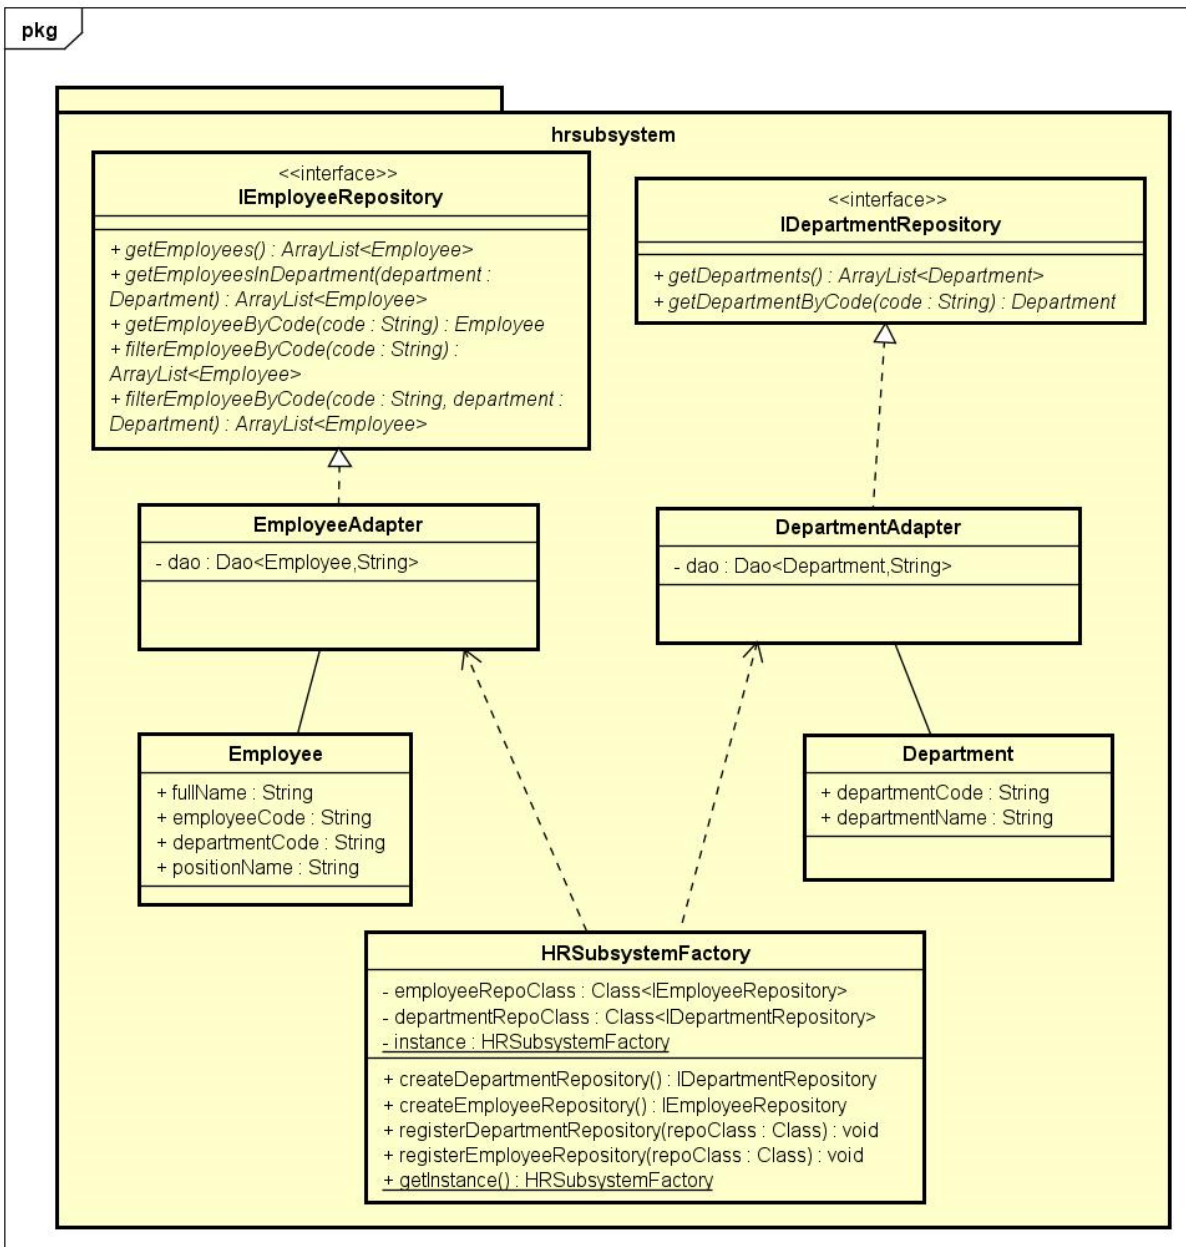 pkg
hrsubsystem
<<interface>>
IEmployeeRepository
+ getEmployees() : ArrayList<Employee>
+ getEmployeesInDepartment(department :
Department) : ArrayList<Employee>
+ getEmployeeByCode(code : String) : Employee
+ filterEmployeeByCode(code : String) :
ArrayList<Employee>
+ filterEmployeeByCode(code : String, department :
Department) : ArrayList<Employee>
<<interface>>
IDepartmentRepository
+ getDepartments() : ArrayList<Department>
+ getDepartmentByCode(code : String) : Department
EmployeeAdapter
- dao : Dao<Employee,String>
DepartmentAdapter
- dao : Dao<Department,String>
Employee
+ fullName : String
+ employeeCode : String
+ departmentCode : String
+ positionName : String
Department
+ departmentCode : String
+ departmentName : String
HRSubsystemFactory
- employeeRepoClass : Class<IEmployeeRepository>
- departmentRepoClass : Class<IDepartmentRepository>
- instance : HRSubsystemFactory
+ createDepartmentRepository() : IDepartmentRepository
+ createEmployeeRepository() : IEmployeeRepository
+ registerDepartmentRepository(repoClass : Class) : void
+ registerEmployeeRepository(repoClass : Class) : void
+ getInstance() : HRSubsystemFactory